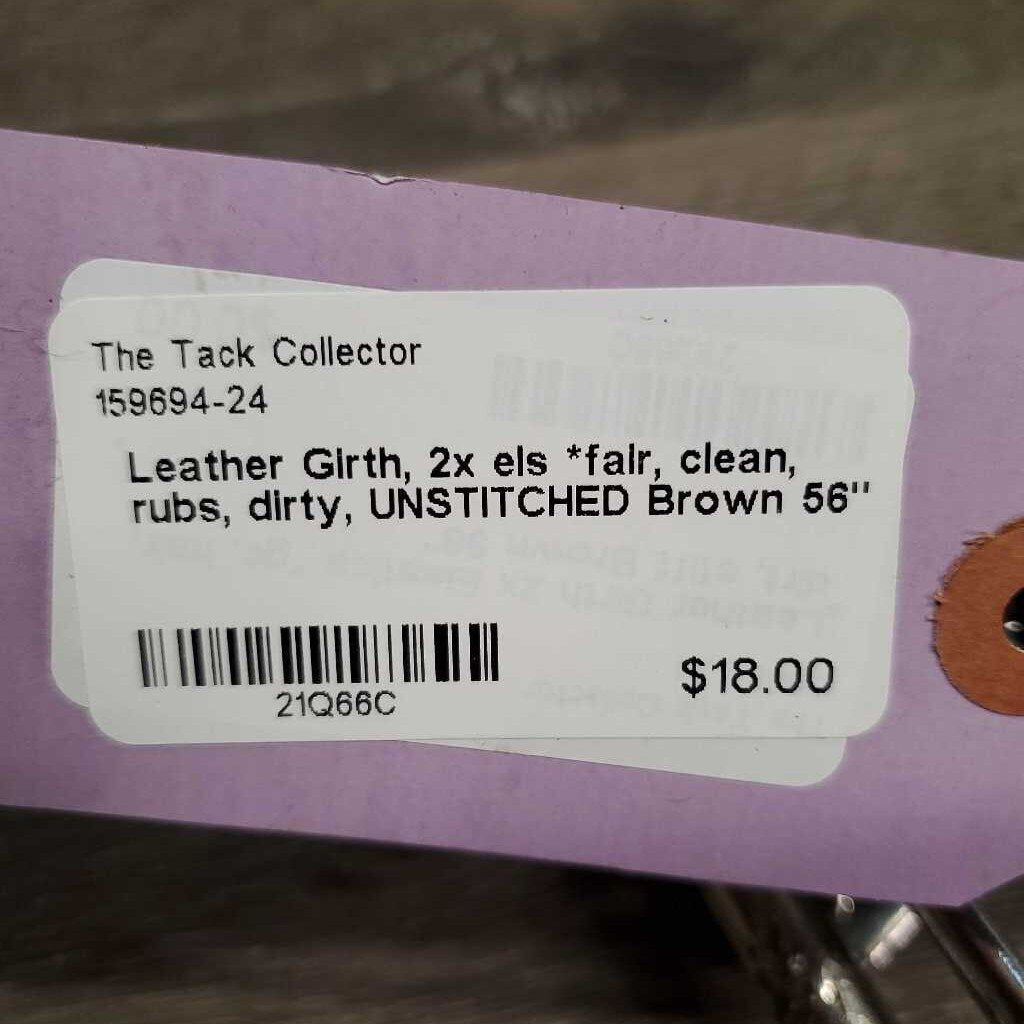 The Tack Collector
159694-24
Leather Girth, 2x els *fair, clean,
rubs, dirty, UNSTITCHED Brown 56"
21Q66C
$18.00